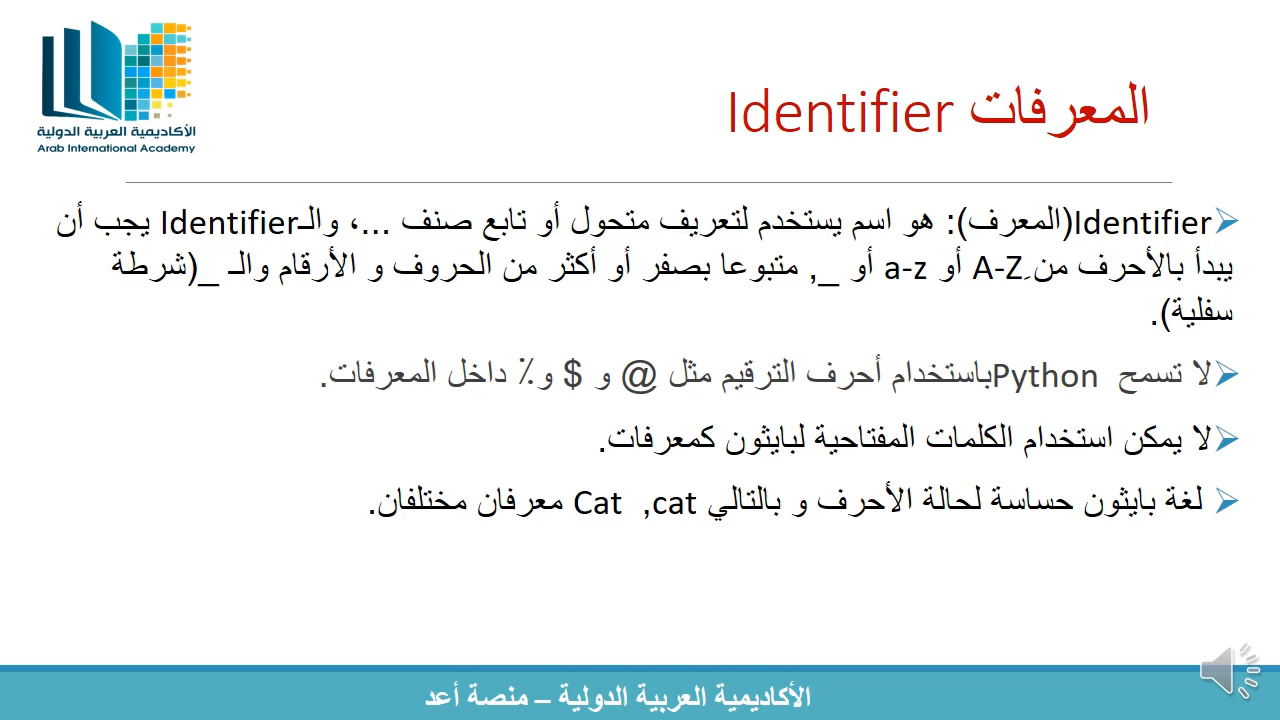 الأكاديمية العربية الدولية
Arab International Academy
المعرفات Identifier
Identifier(المعرف): هو اسم يستخدم لتعريف متحول أو تابع صنف ...، والـIdentifier يجب أن
يبدأ بالأحرف من A-Z أو a-z أو _, متبوعا بصفر أو أكثر من الحروف و الأرقام والـ _(شرطة
سفلية).
لا تسمح Pythonباستخدام أحرف الترقيم مثل @ و $ و٪ داخل المعرفات.
لا يمكن استخدام الكلمات المفتاحية لبايثون كمعرفات.
لغة بايثون حساسة لحالة الأحرف و بالتالي Cat ,cat معرفان مختلفان.
الأكاديمية العربية الدولية – منصة أعد